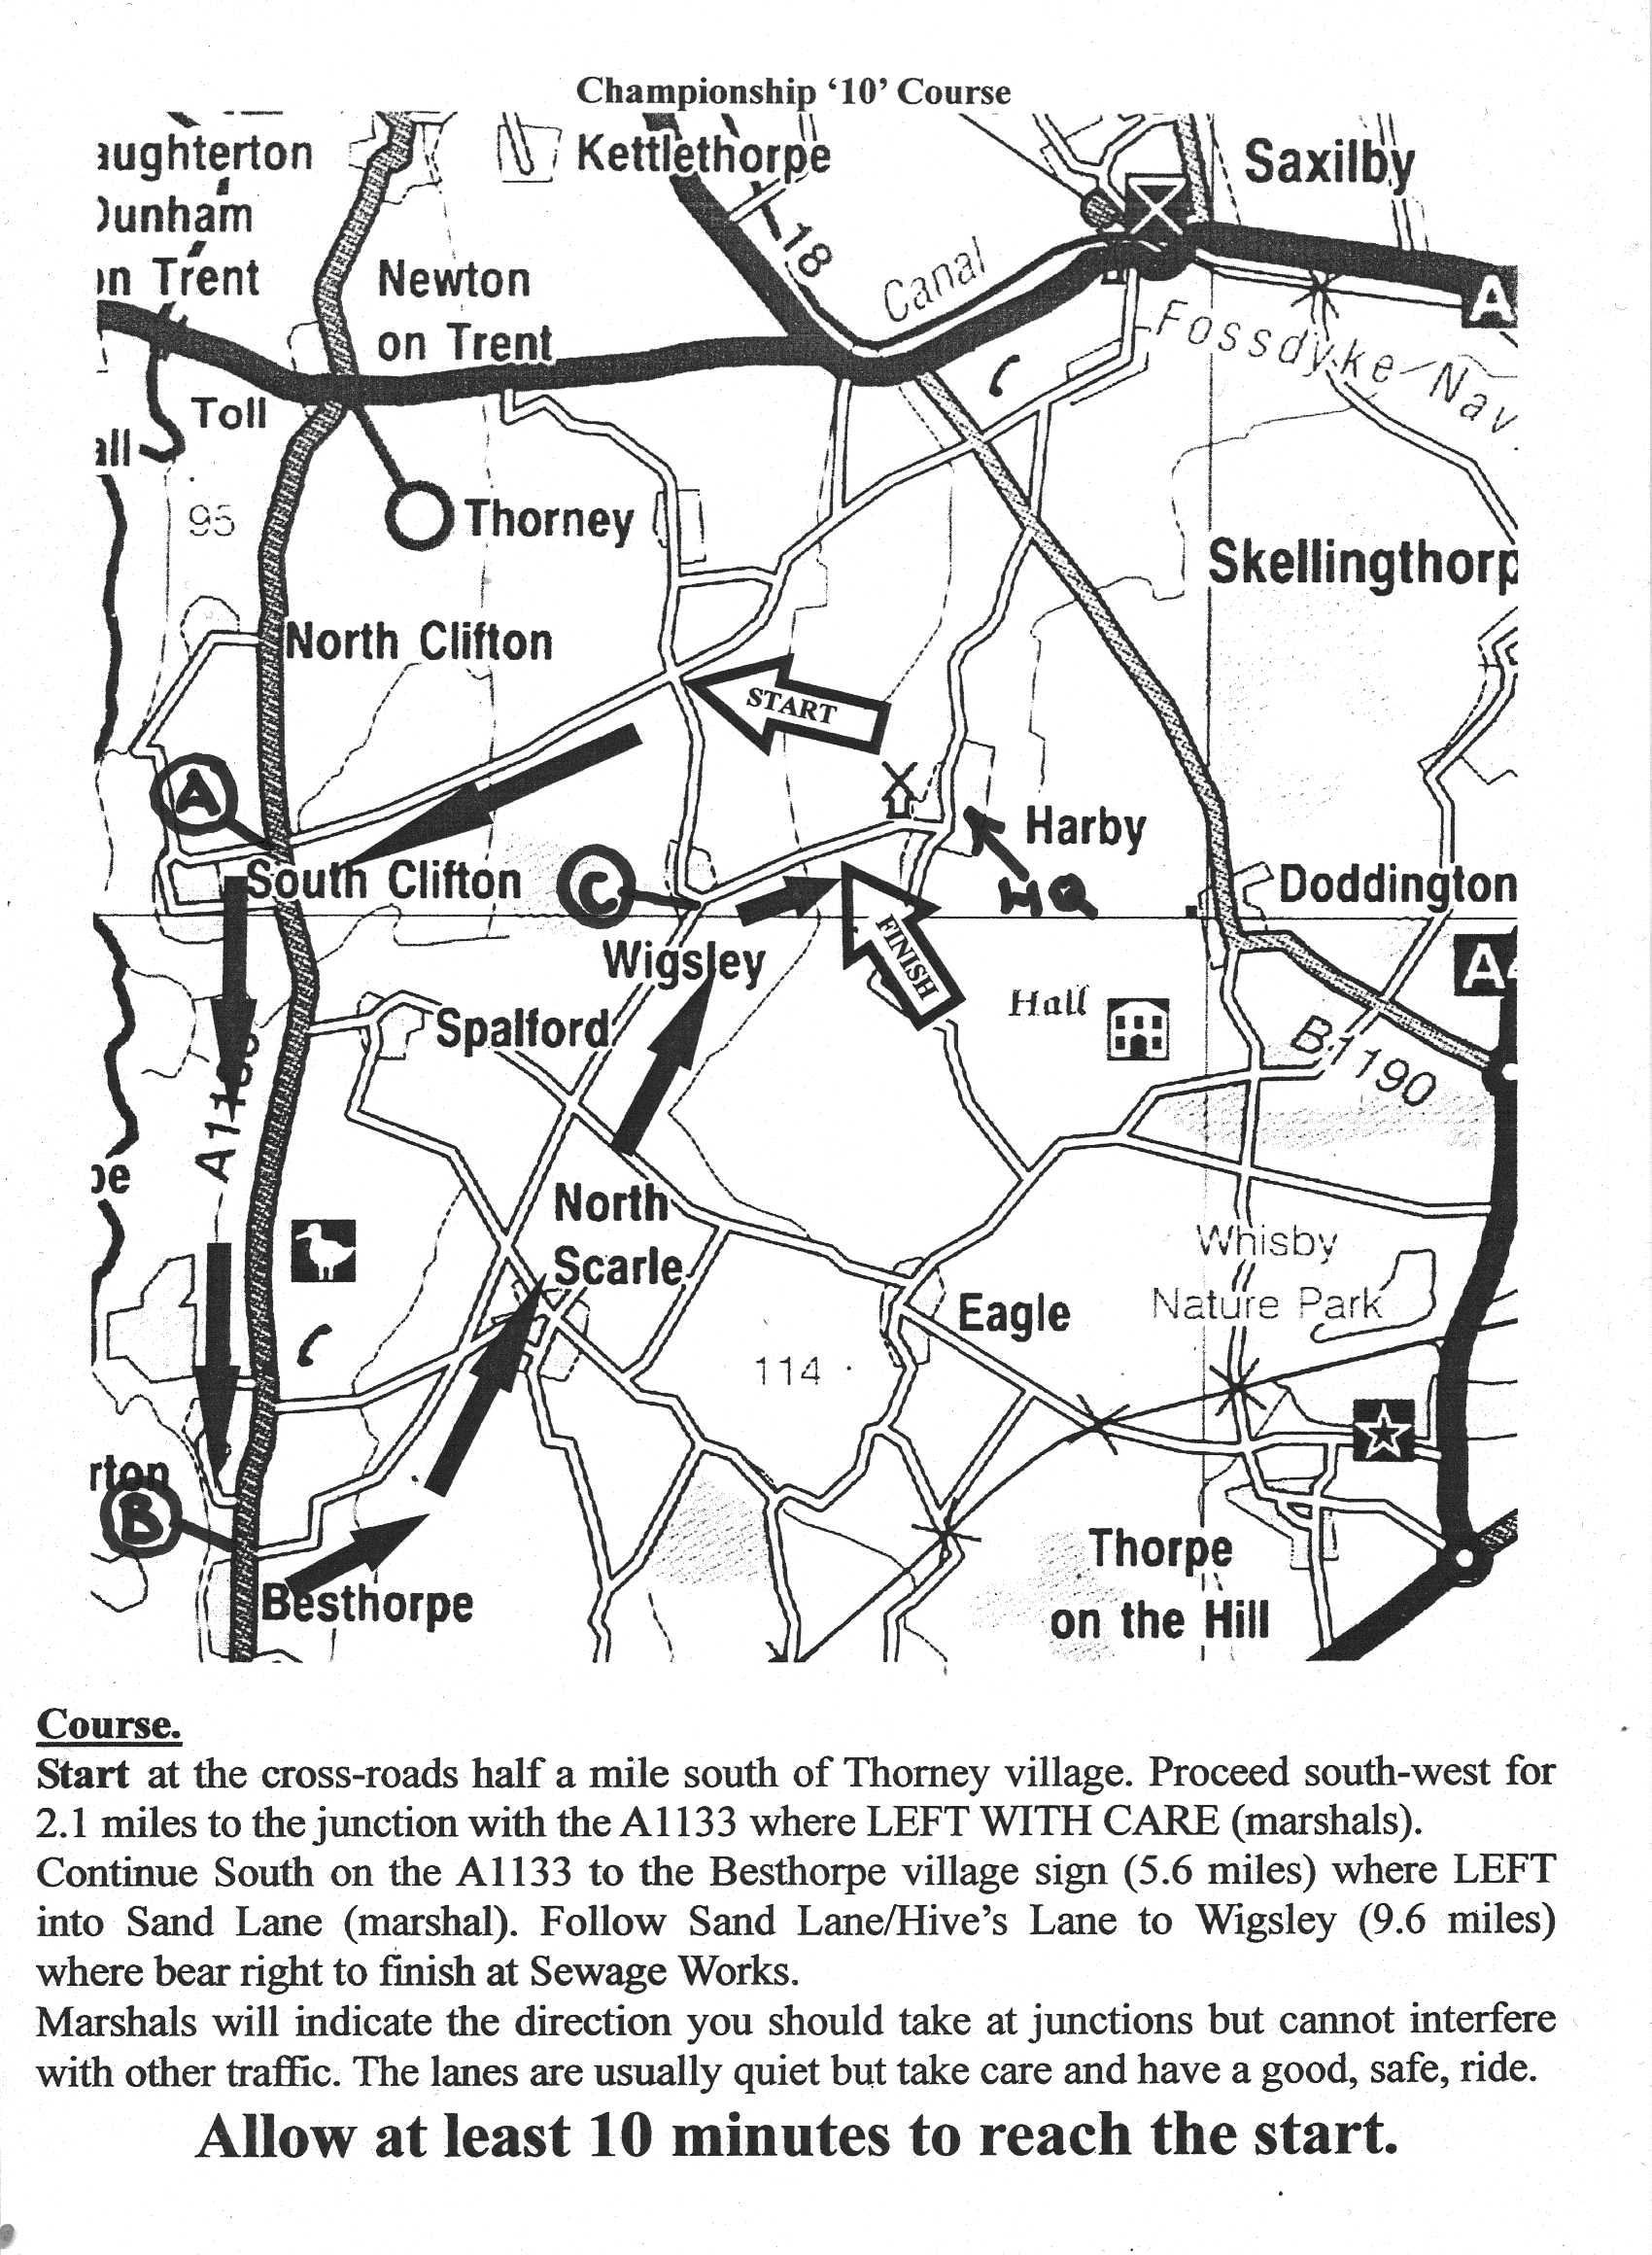 Championship ‘10’ Course
Kettlethorpe
Saxilby
Trent
18
Canal
A
Newton
on Trent
Fossdyke Nav
Toll
95
Thorney
North Clifton
START
A
Harby
South Clifton
C
HQ
Doddington
FINISH
Wigsley
A
Spalford
Hall
B1190
North
Scarle
Whisby
Nature Park
Eagle
114
B
Thorpe
on the Hill
Besthorpe
Course.
Start at the cross-roads half a mile south of Thorney village. Proceed south-west for
2.1 miles to the junction with the A1133 where LEFT WITH CARE (marshals).
Continue South on the A1133 to the Besthorpe village sign (5.6 miles) where LEFT
into Sand Lane (marshal). Follow Sand Lane/Hive’s Lane to Wigsley (9.6 miles)
where bear right to finish at Sewage Works.
Marshals will indicate the direction you should take at junctions but cannot interfere
with other traffic. The lanes are usually quiet but take care and have a good, safe, ride.
Allow at least 10 minutes to reach the start.